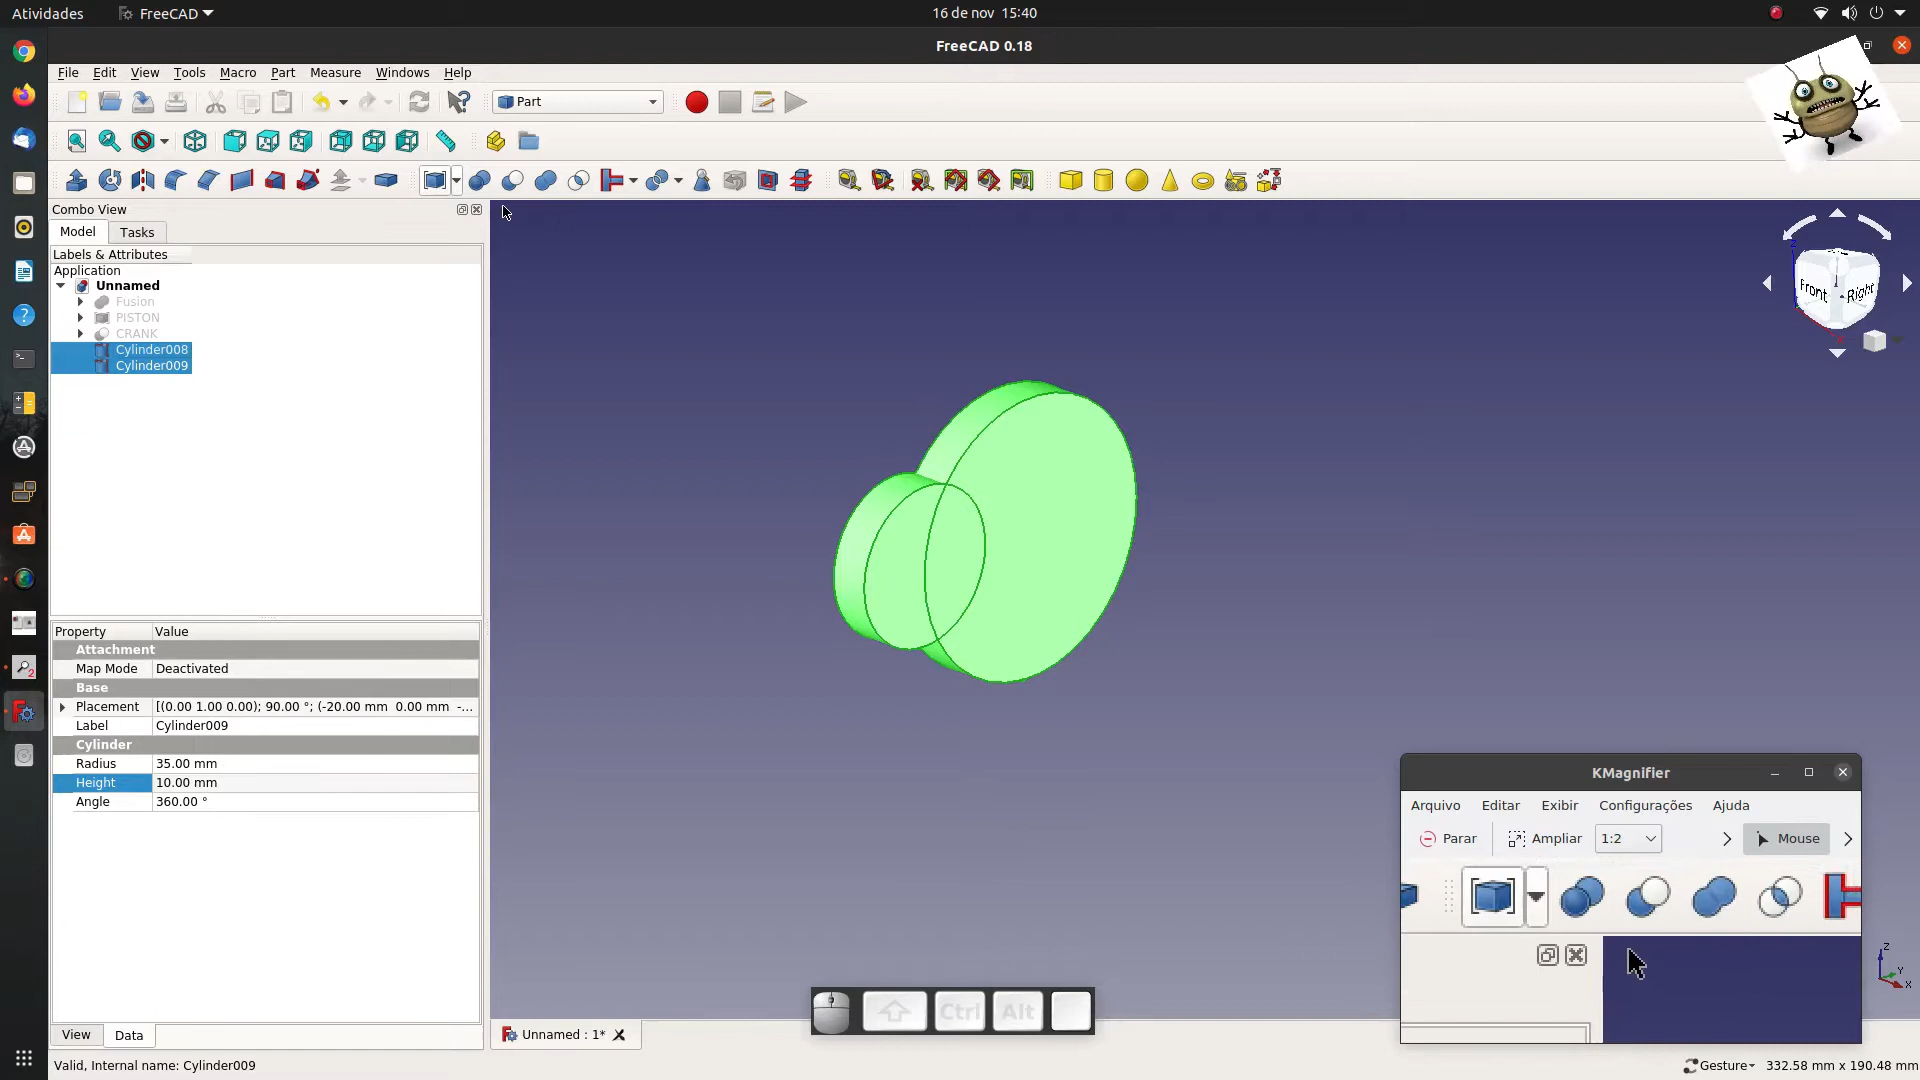 Atividades
FreeCAD
16 de nov 15:40
FreeCAD 0.18
File Edit View Tools Macro Part Measure Windows Help
Part
Combo View
Model Tasks
Labels & Attributes
Application
Unnamed
Fusion
PISTON
CRANK
Cylinder008
Cylinder009
Front
Right
Z
Property Value
Attachment
Map Mode Deactivated
Base
Placement [(0.00 1.00 0.00); 90.00 °; (-20.00 mm 0.00 mm -...
Label Cylinder009
Cylinder
Radius 35.00 mm
Height 10.00 mm
Angle 360.00 °
View Data
Unnamed : 1*
Ctrl Alt
KMagnifier
Arquivo Editar Exibir Configurações Ajuda
Parar Ampliar 1:2 Mouse
Z
Y
X
Valid, Internal name: Cylinder009
Gesture 332.58 mm x 190.48 mm